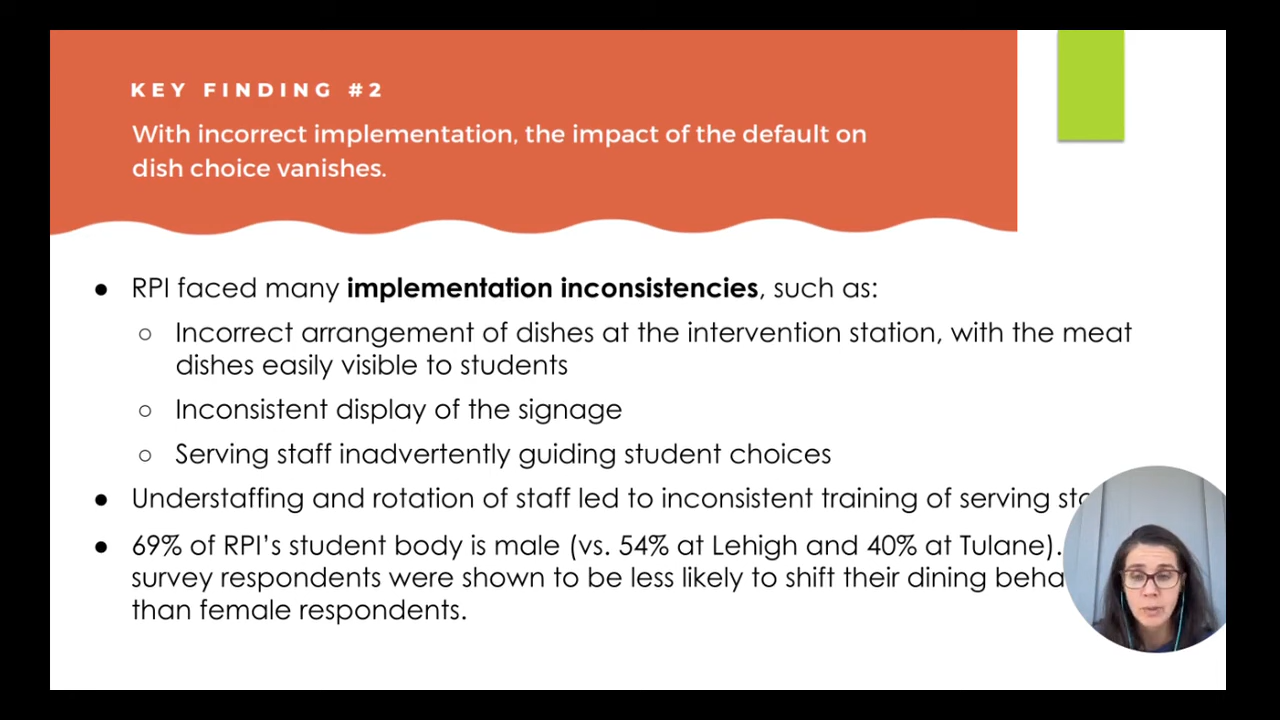 KEY FINDING #2
With incorrect implementation, the impact of the default on
dish choice vanishes.
● RPI faced many implementation inconsistencies, such as:
○ Incorrect arrangement of dishes at the intervention station, with the meat
dishes easily visible to students
○ Inconsistent display of the signage
○ Serving staff inadvertently guiding student choices
● Understaffing and rotation of staff led to inconsistent training of serving
● 69% of RPI's student body is male (vs. 54% at Lehigh and 40% at Tulane).
survey respondents were shown to be less likely to shift their dining
than female respondents.